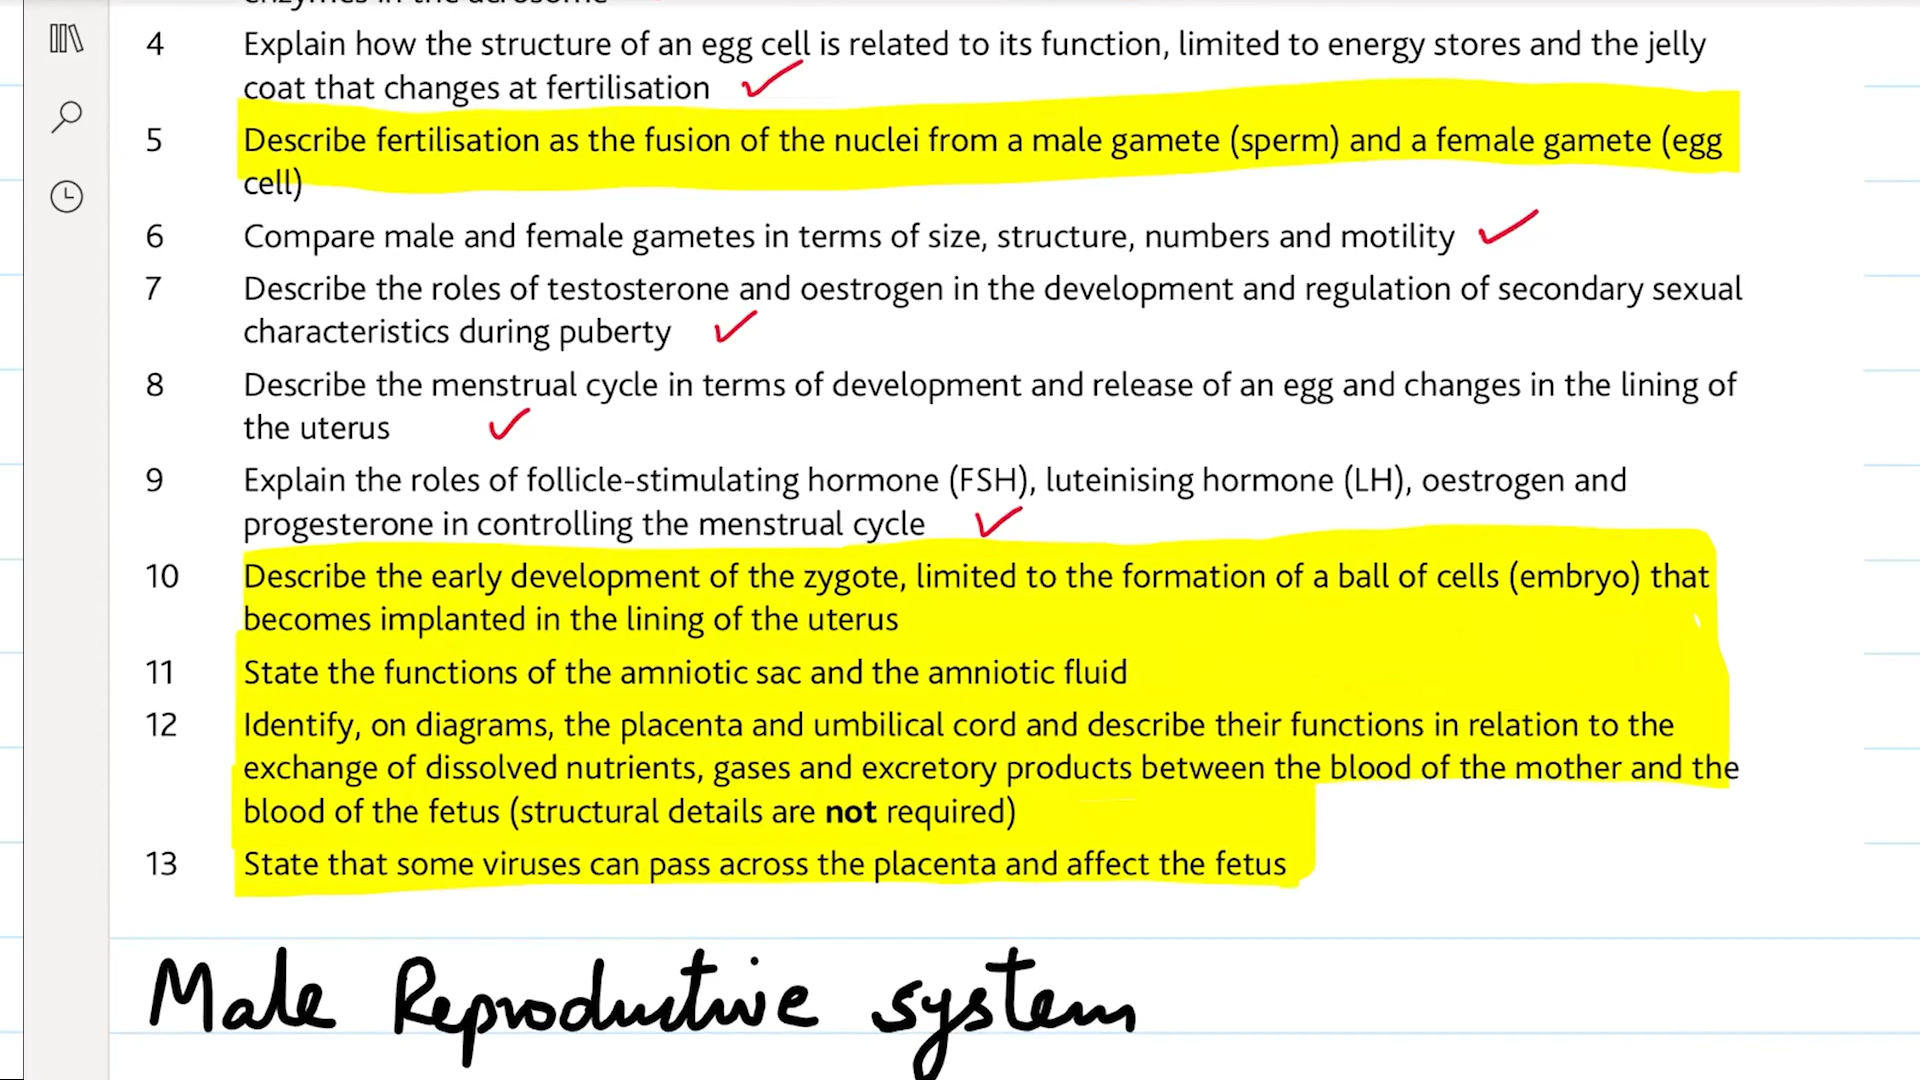 enzymes in the acrosome
4 Explain how the structure of an egg cell is related to its function, limited to energy stores and the jelly
coat that changes at fertilisation
5 Describe fertilisation as the fusion of the nuclei from a male gamete (sperm) and a female gamete (egg
cell)
6 Compare male and female gametes in terms of size, structure, numbers and motility
7 Describe the roles of testosterone and oestrogen in the development and regulation of secondary sexual
characteristics during puberty
8 Describe the menstrual cycle in terms of development and release of an egg and changes in the lining of
the uterus
9 Explain the roles of follicle-stimulating hormone (FSH), luteinising hormone (LH), oestrogen and
progesterone in controlling the menstrual cycle
10 Describe the early development of the zygote, limited to the formation of a ball of cells (embryo) that
becomes implanted in the lining of the uterus
11 State the functions of the amniotic sac and the amniotic fluid
12 Identify, on diagrams, the placenta and umbilical cord and describe their functions in relation to the
exchange of dissolved nutrients, gases and excretory products between the blood of the mother and the
blood of the fetus (structural details are not required)
13 State that some viruses can pass across the placenta and affect the fetus
Male Reproductive system